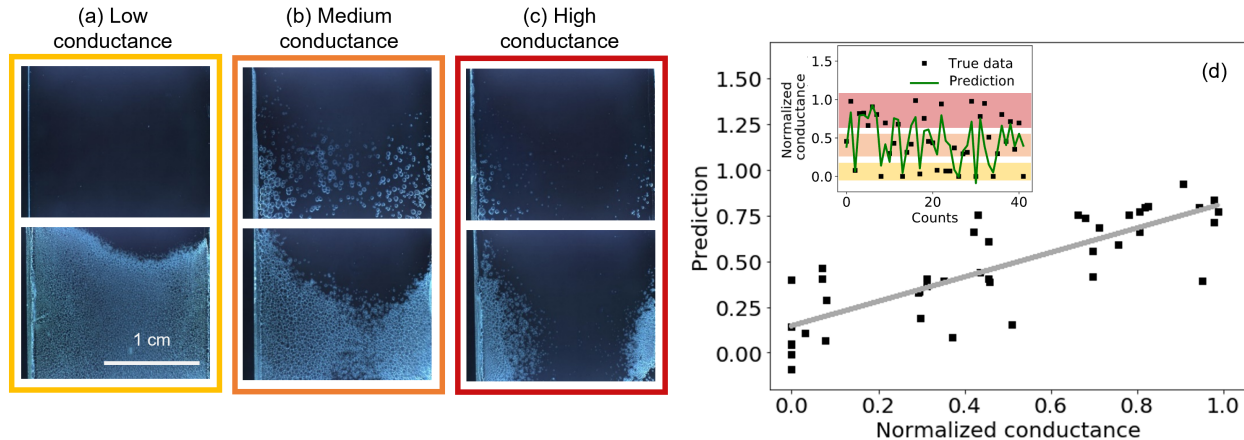 (a) Low
conductance
(b) Medium
conductance
(c) High
conductance
1 cm
(d)
Prediction
1.50
1.25
1.00
0.75
0.50
0.25
0.00
0.0
0.2
0.4
0.6
0.8
1.0
Normalized conductance
Normalized
conductance
1.5
1.0
0.5
0.0
True data
Prediction
0
20
40
Counts